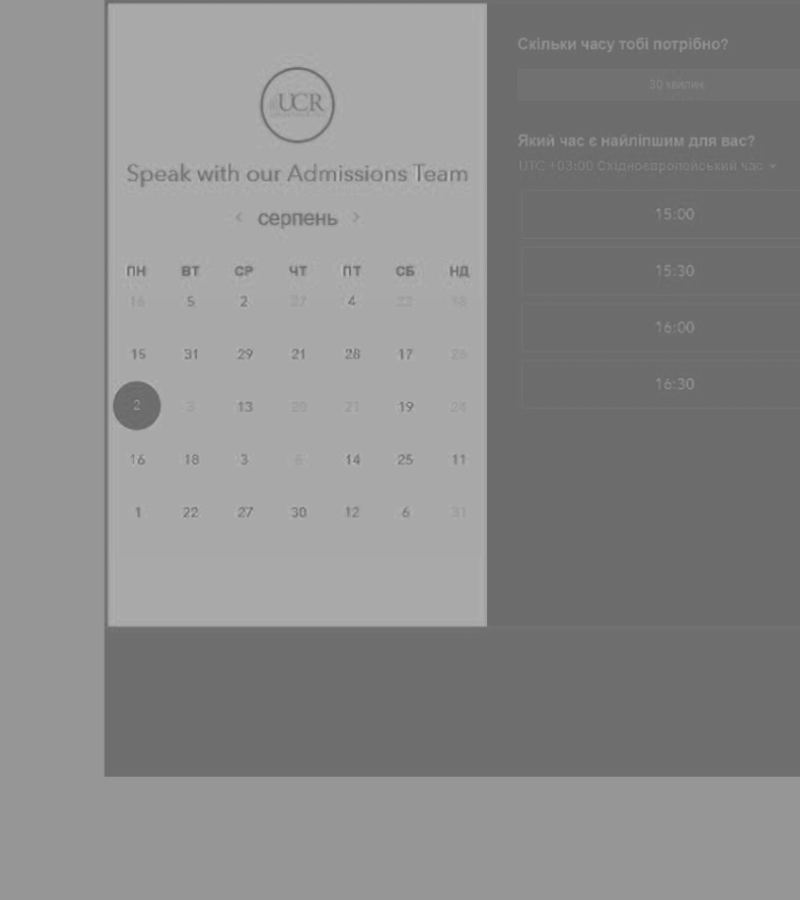 UCR
Speak with our Admissions Team
серпень
ПН ВТ СР ЧТ ПТ СБ НД
16 5 2 27 4 22
15 31 29 21 28 17 26
2 3 13 20 21 19 24
16 18 3 14 25 11
1 22 27 30 12 6 31
Скільки часу тобі потрібно?
30 хвилин
Який час є найліпшим для вас?
UTC +03:00 Східноєвропейський час
15:00
15:30
16:00
16:30